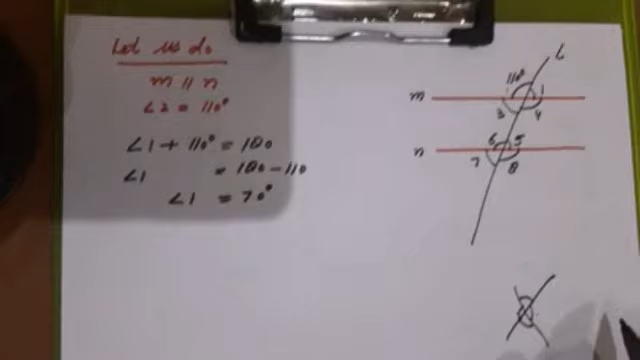 Let us do
m || n
∠2 = 110°
∠1 + 110° = 180
∠1 = 180 - 110
∠1 = 70°
l
110° 1
m
3 4
6 5
n
7 8